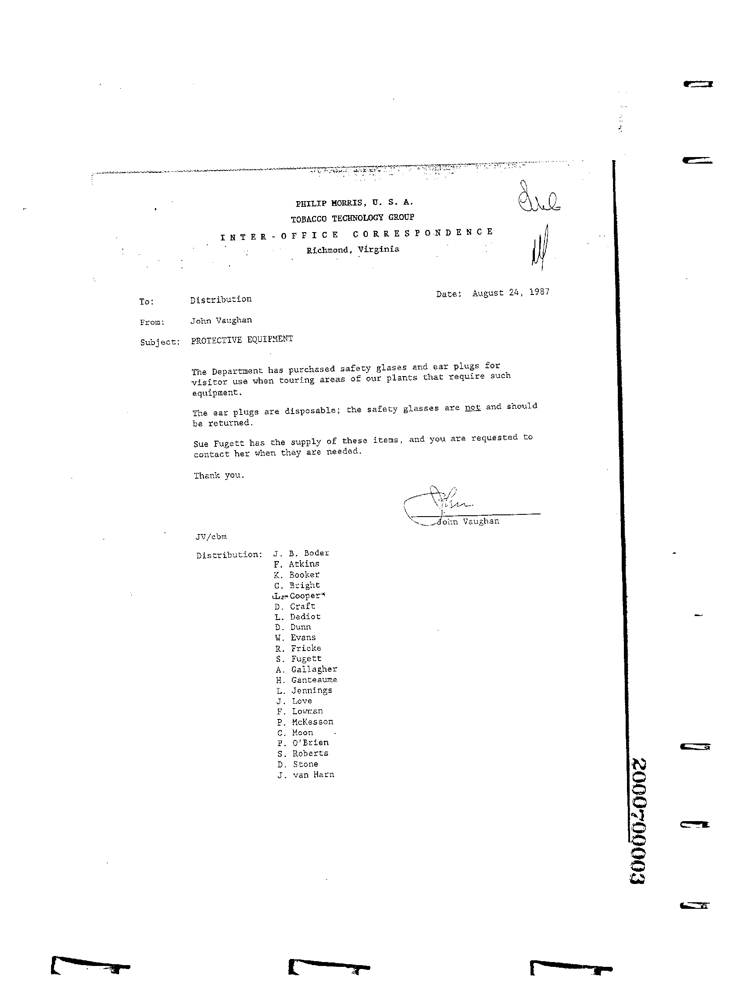 PHILIP MORRIS, U. S. A.
TOBACCO TECHNOLOGY GROUP
INTER-OFFICE CORRESPONDENCE
Richmond, Virginia
To: Distribution
Date: August 24, 1987
From: John Vaughan
Subject: PROTECTIVE EQUIPMENT
The Department has purchased safety glases and ear plugs for
visitor use when touring areas of our plants that require such
equipment.
The ear plugs are disposable; the safety glasses are not and should
be returned.
Sue Fugett has the supply of these items, and you are requested to
contact her when they are needed.
Thank you.
John
John Vaughan
JV/cbm
Distribution: J. B. Boder
F. Atkins
K. Booker
C. Bright
L. Cooper
D. Craft
L. Dediot
D. Dunn
W. Evans
R. Fricke
S. Fugett
A. Gallagher
H. Ganteaume
L. Jennings
J. Love
F. Lowman
P. McKesson
C. Moon
P. O'Brien
S. Roberts
D. Stone
J. van Harn
2000700003